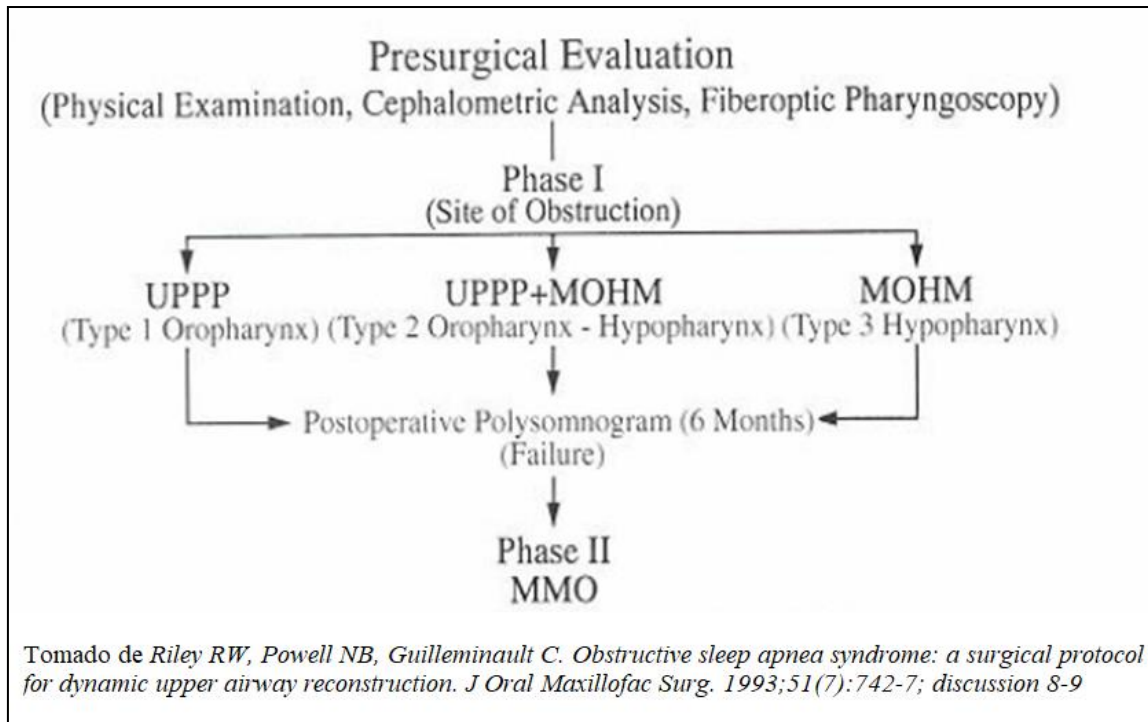 Presurgical Evaluation
(Physical Examination, Cephalometric Analysis, Fiberoptic Pharyngoscopy)
Phase I
(Site of Obstruction)
UPPP UPPP+MOHM MOHM
(Type 1 Oropharynx) (Type 2 Oropharynx - Hypopharynx) (Type 3 Hypopharynx)
Postoperative Polysomnogram (6 Months)
(Failure)
Phase II
MMO
Tomado de Riley RW, Powell NB, Guilleminault C. Obstructive sleep apnea syndrome: a surgical protocol
for dynamic upper airway reconstruction. J Oral Maxillofac Surg. 1993;51(7):742-7; discussion 8-9